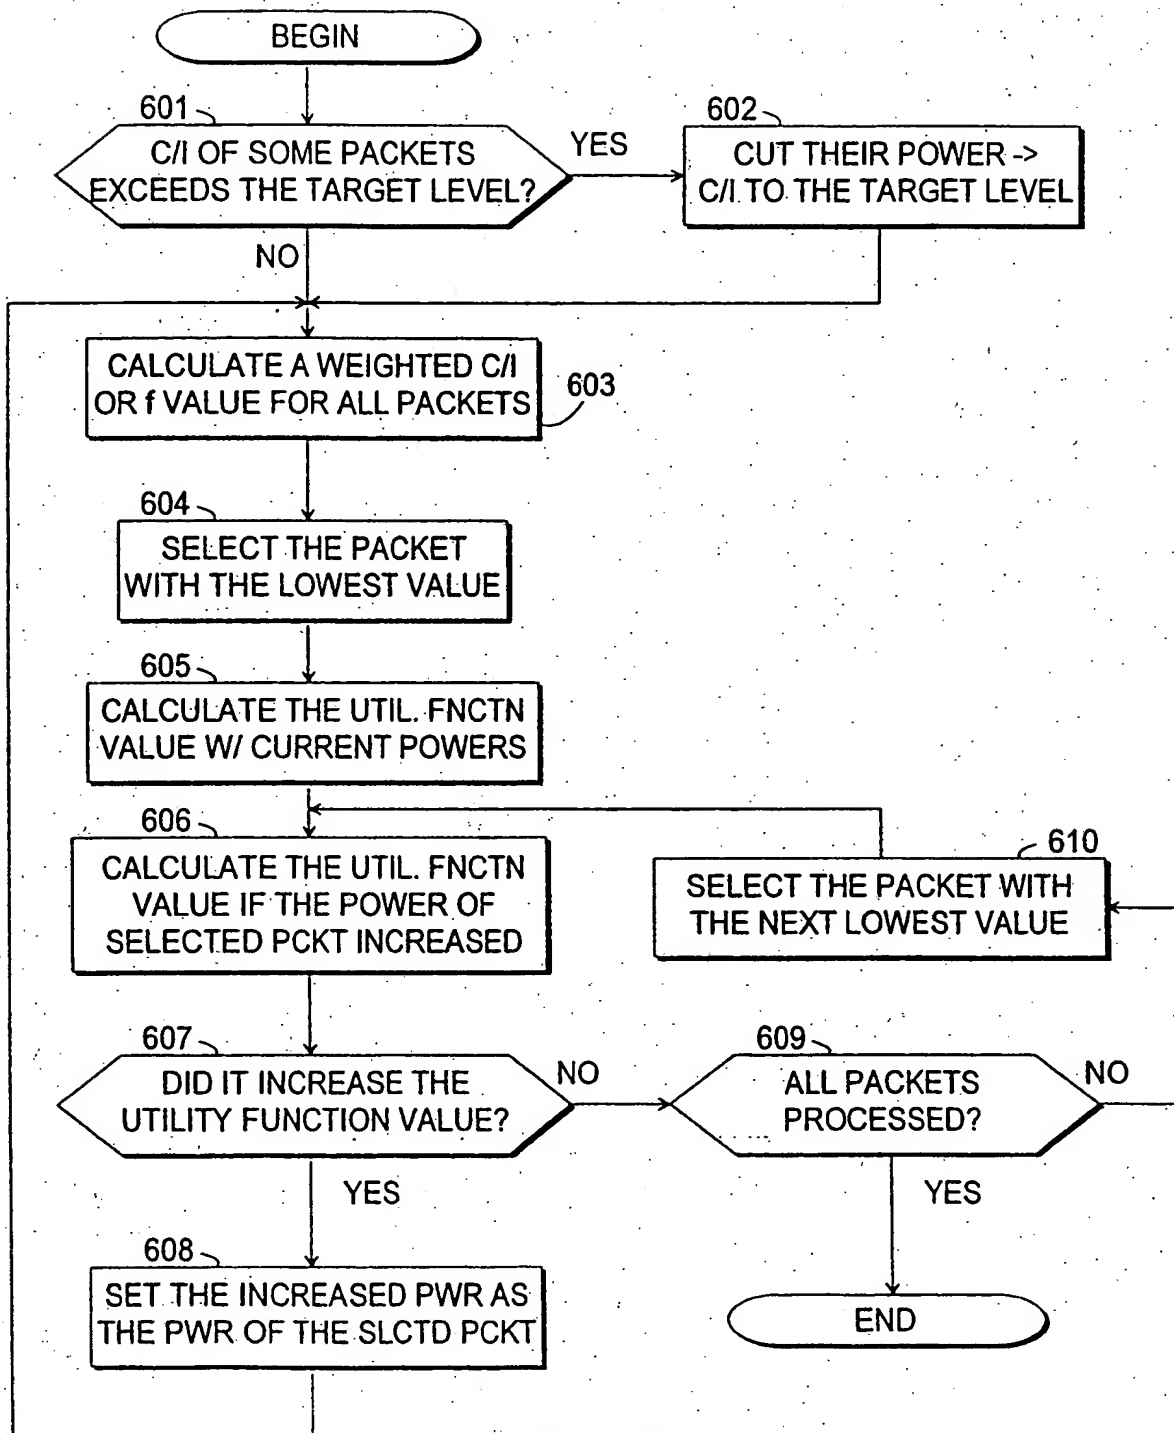 BEGIN
601
C/I OF SOME PACKETS
EXCEEDS THE TARGET LEVEL?
YES
602
CUT THEIR POWER ->
C/I TO THE TARGET LEVEL
NO
CALCULATE A WEIGHTED C/I
OR f VALUE FOR ALL PACKETS
603
604
SELECT THE PACKET
WITH THE LOWEST VALUE
605
CALCULATE THE UTIL. FNCTN
VALUE W/ CURRENT POWERS
606
CALCULATE THE UTIL. FNCTN
VALUE IF THE POWER OF
SELECTED PCKT INCREASED
610
SELECT THE PACKET WITH
THE NEXT LOWEST VALUE
607
DID IT INCREASE THE
UTILITY FUNCTION VALUE?
NO
609
ALL PACKETS
PROCESSED?
NO
YES
YES
608
SET THE INCREASED PWR AS
THE PWR OF THE SLCTD PCKT
END